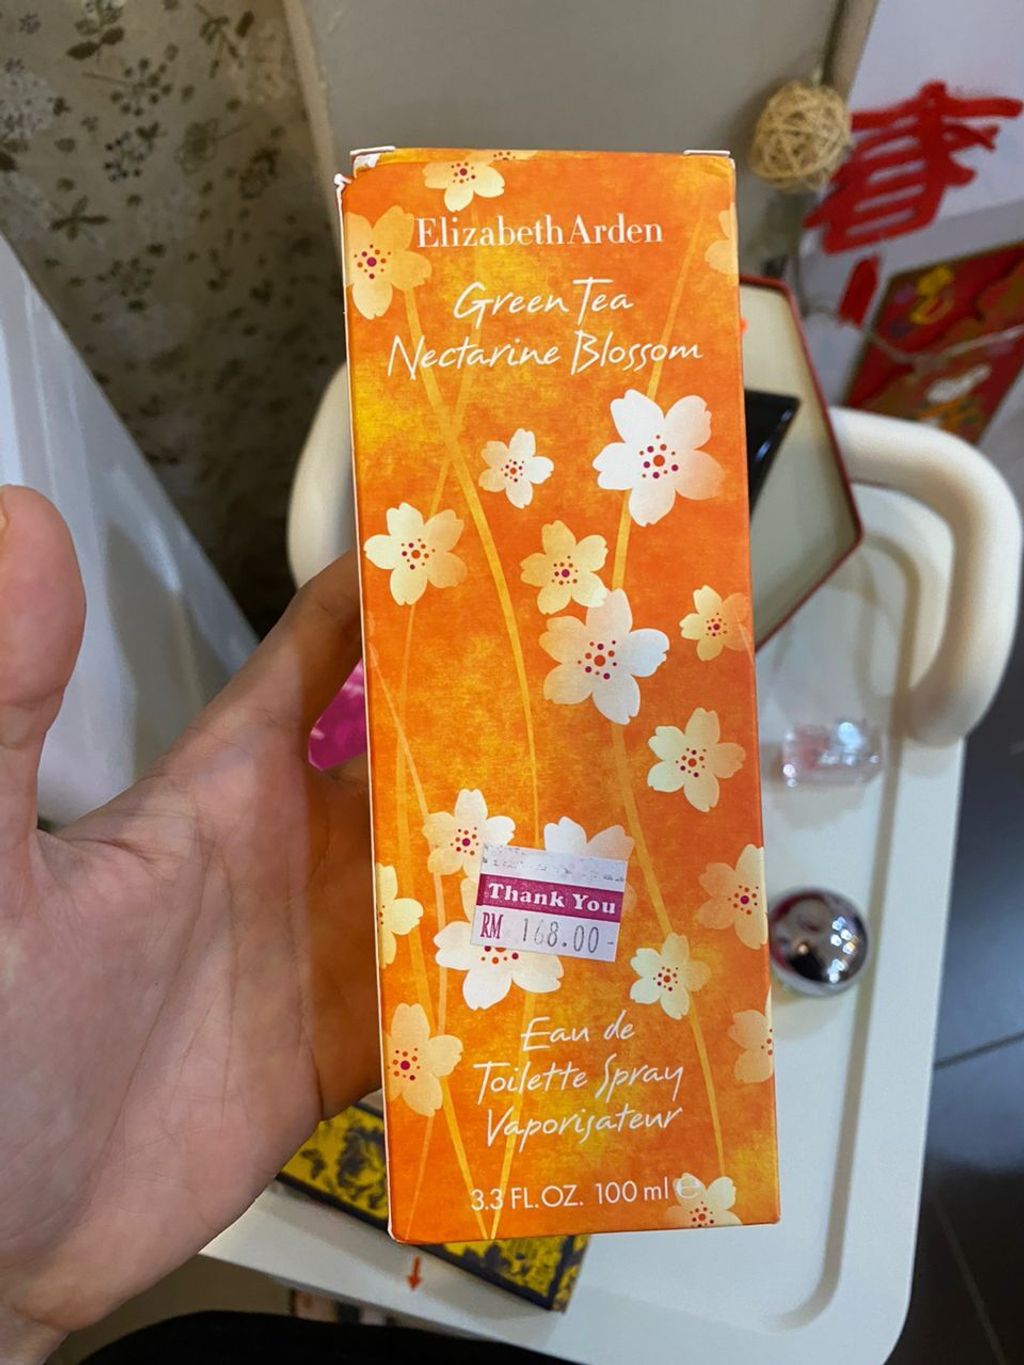 春
Elizabeth Arden
Green Tea
Nectarine Blossom
Thank You
RM 168.00-
Eau de
Toilette Spray
Vaporisateur
3.3 FL.OZ. 100 ml ℮